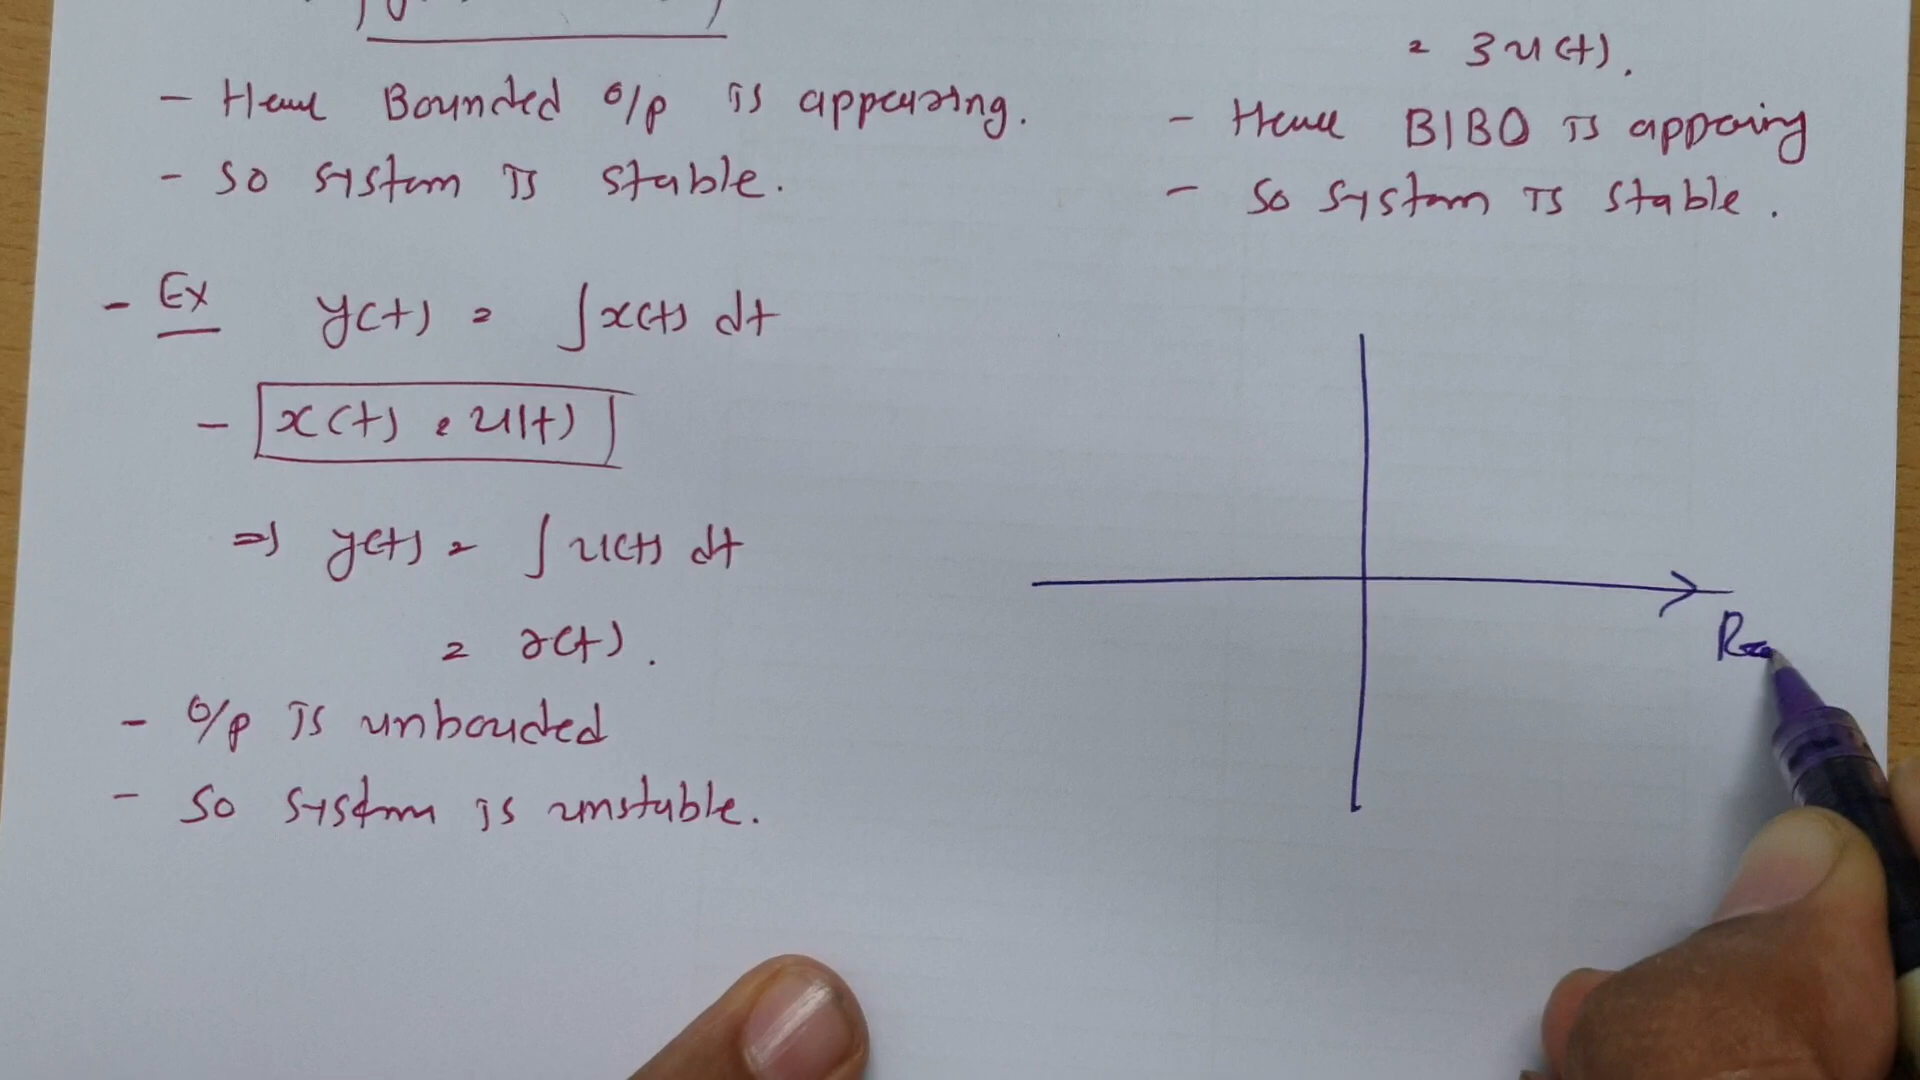 - Hence Bounded o/p is appearing.
- so system is stable.
- Ex y(t) = ∫x(t) dt
- x(t) = u(t)
⇒ y(t) = ∫u(t) dt
= r(t).
- o/p is unbouded
- so system is unstable.
= 3u(t).
- Hence BIBO is appearing
- so system is stable.